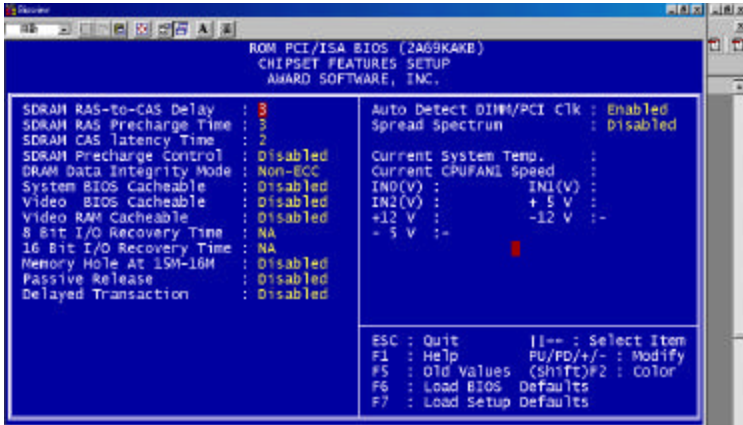 ROM PCI/ISA BIOS (2A69KAKB)
CHIPSET FEATURES SETUP
AWARD SOFTWARE, INC.
SDRAM RAS-to-CAS Delay : 3
SDRAM RAS Precharge Time : 3
SDRAM CAS latency Time : 2
SDRAM Precharge Control : Disabled
DRAM Data Integrity Mode : Non-ECC
System BIOS Cacheable : Disabled
Video BIOS Cacheable : Disabled
Video RAM Cacheable : Disabled
8 Bit I/O Recovery Time : NA
16 Bit I/O Recovery Time : NA
Memory Hole At 15M-16M : Disabled
Passive Release : Disabled
Delayed Transaction : Disabled
Auto Detect DIMM/PCI Clk : Enabled
Spread Spectrum : Disabled
Current System Temp. :
Current CPUFAN1 Speed :
IN0(V) : IN1(V) :
IN2(V) : + 5 V :
+12 V : -12 V :-
- 5 V :-
ESC : Quit ||-- : Select Item
F1 : Help PU/PD/+/- : Modify
F5 : Old Values (Shift)F2 : Color
F6 : Load BIOS Defaults
F7 : Load Setup Defaults